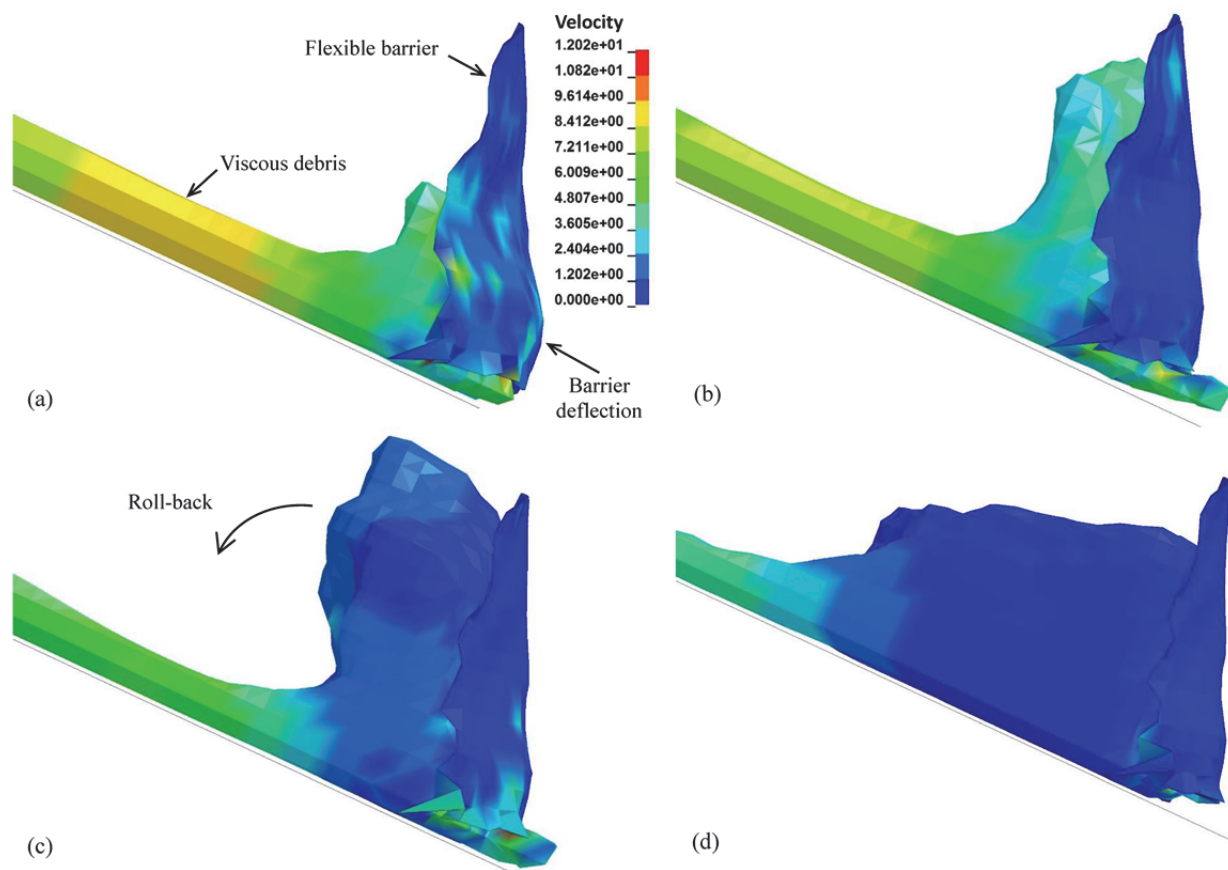 Velocity
1.202e+01
1.082e+01
9.614e+00
8.412e+00
7.211e+00
6.009e+00
4.807e+00
3.605e+00
2.404e+00
1.202e+00
0.000e+00
Flexible barrier
Viscous debris
Barrier
deflection
(a)
(b)
Roll-back
(c)
(d)